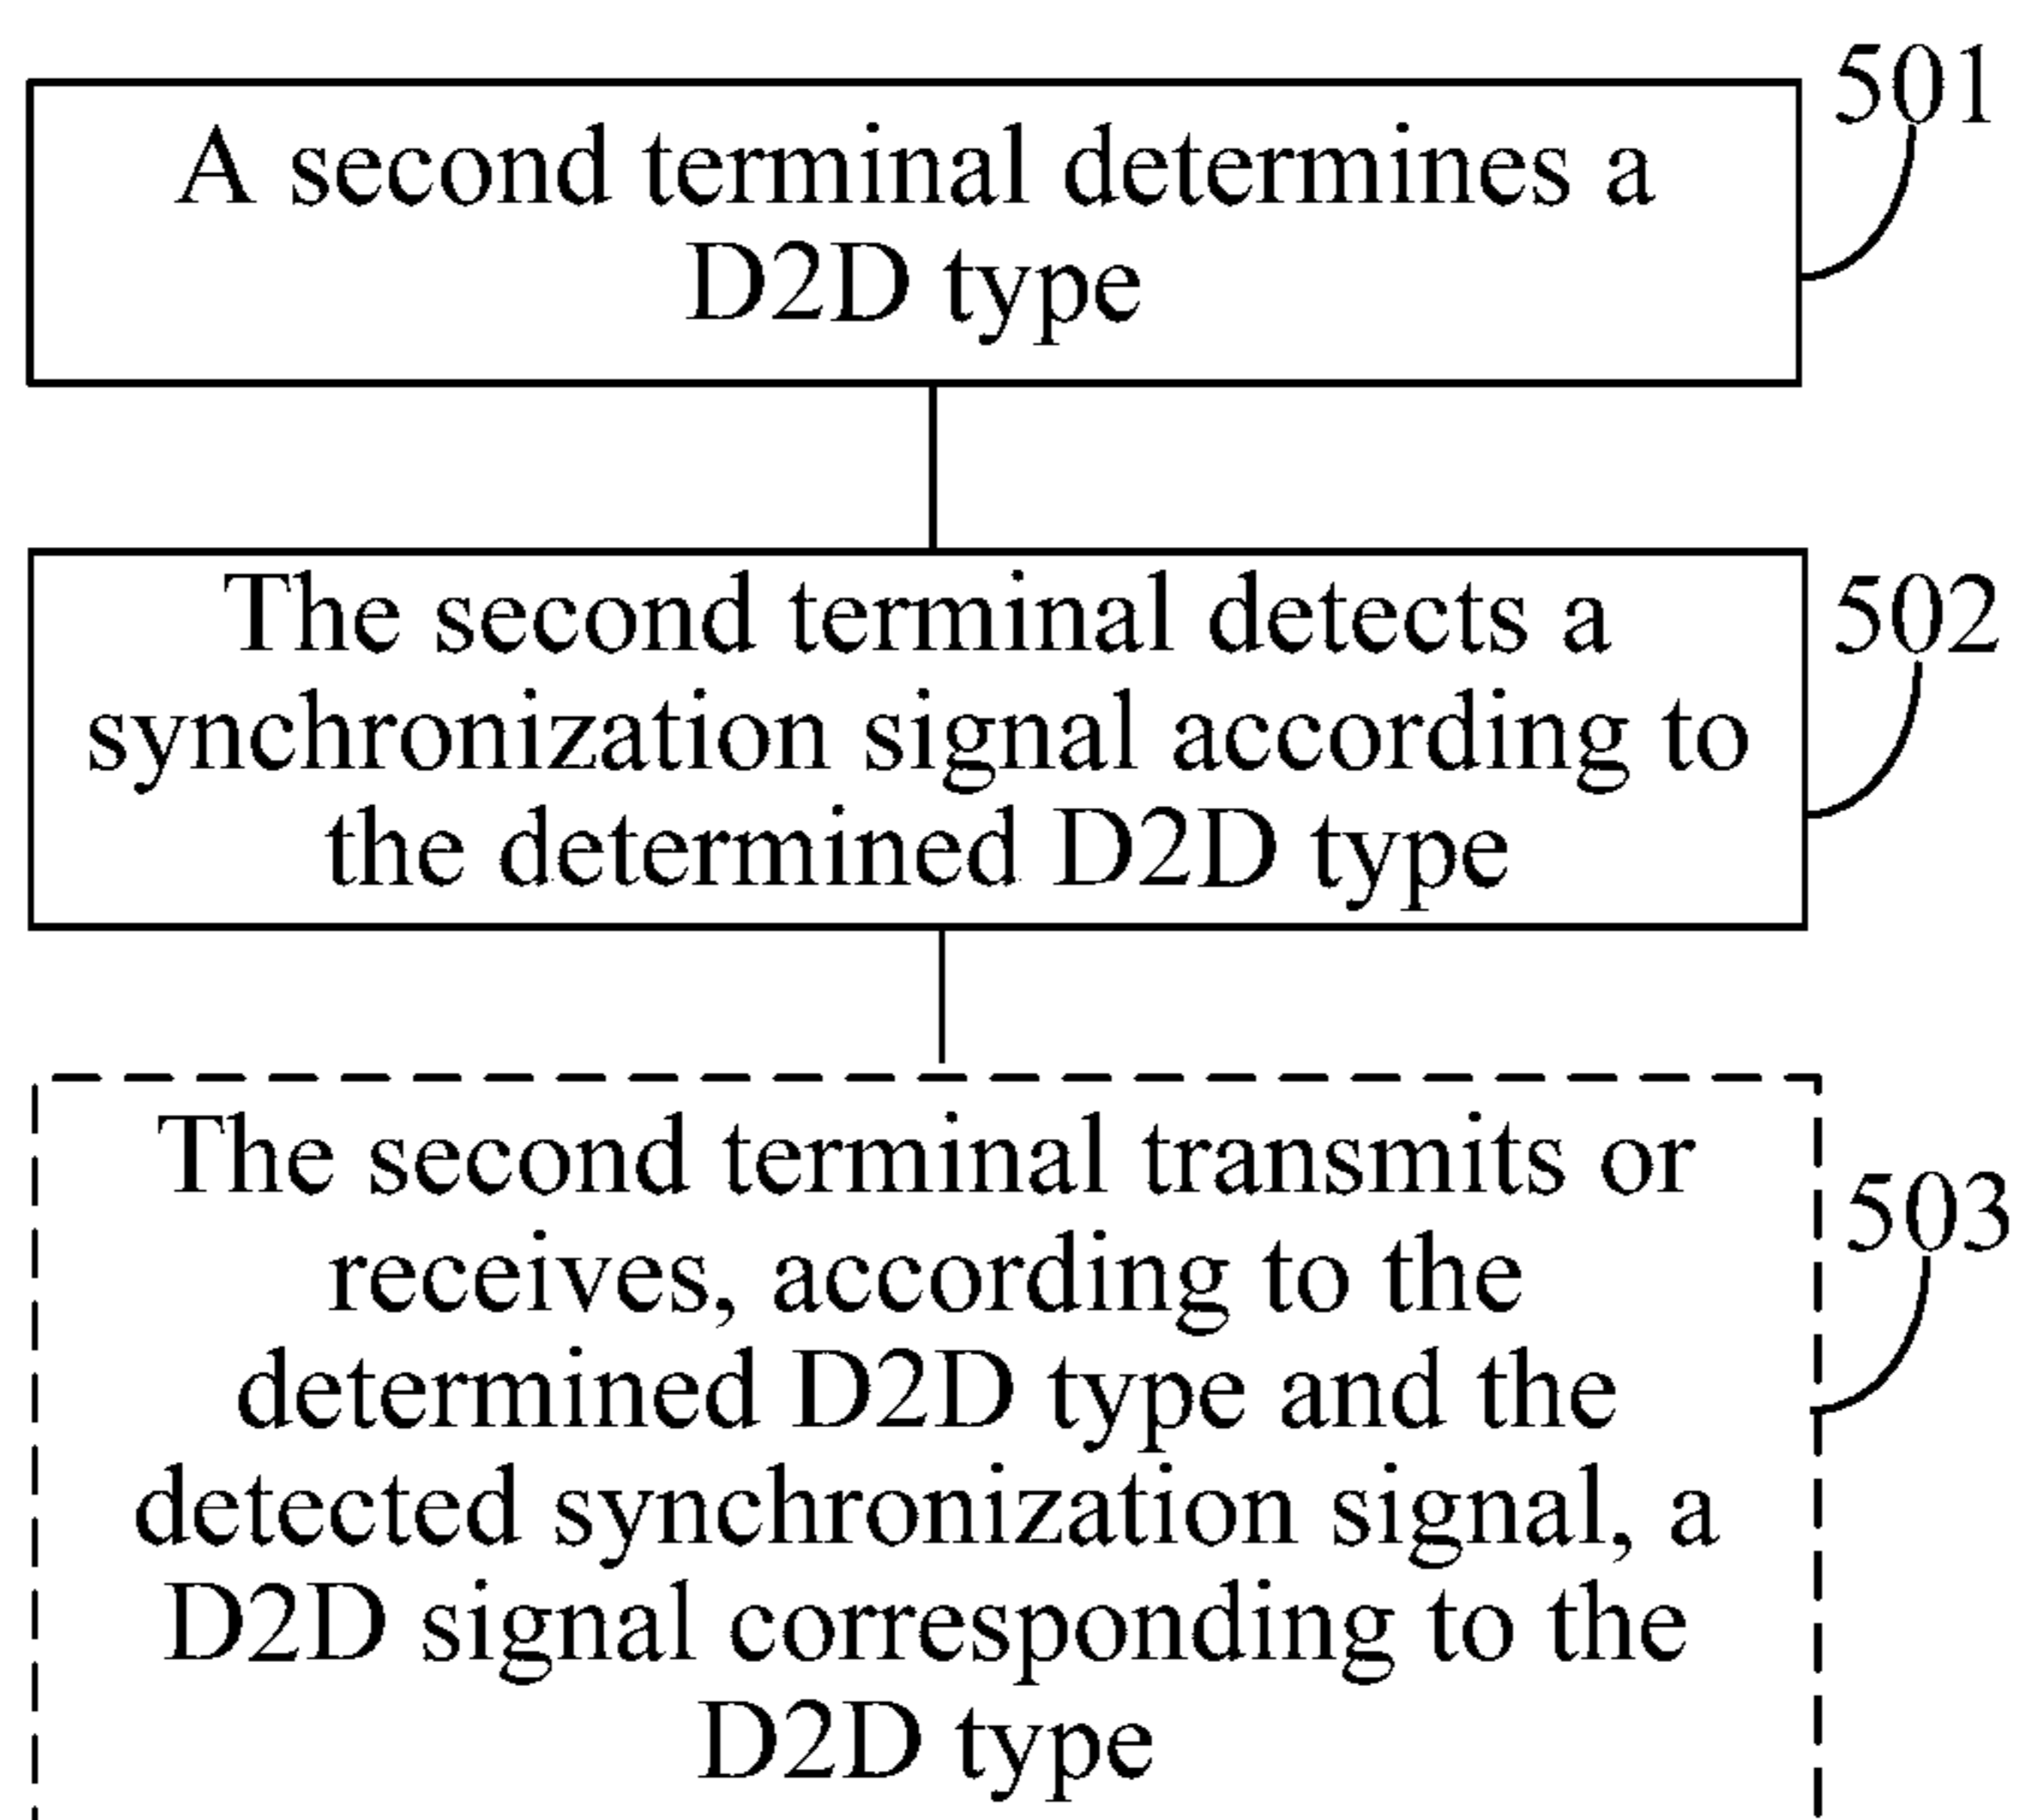 501
A second terminal determines a
D2D type
502
The second terminal detects a
synchronization signal according to
the determined D2D type
503
The second terminal transmits or
receives, according to the
determined D2D type and the
detected synchronization signal, a
D2D signal corresponding to the
D2D type